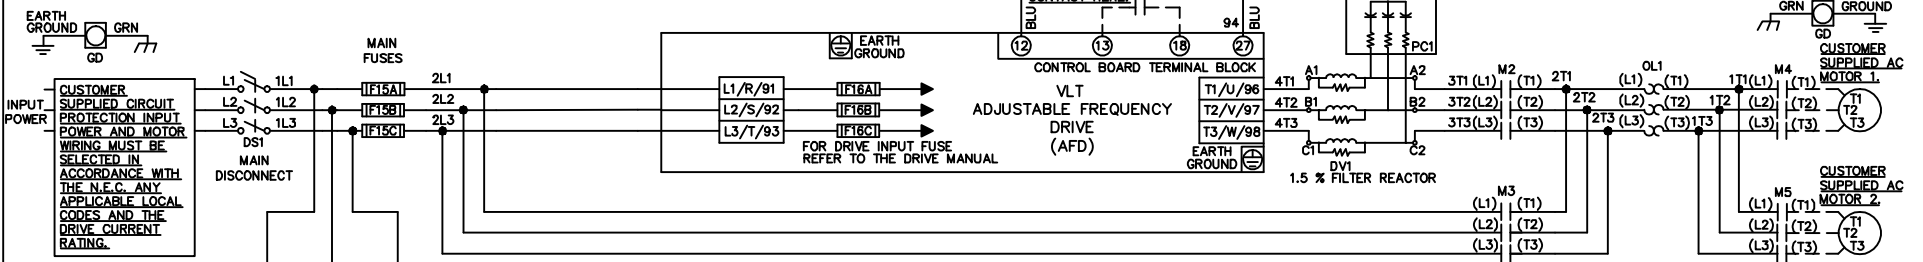 EARTH
GROUND
GRN
GD
INPUT
POWER
CUSTOMER
SUPPLIED CIRCUIT
PROTECTION INPUT
POWER AND MOTOR
WIRING MUST BE
SELECTED IN
ACCORDANCE WITH
THE N.E.C. ANY
APPLICABLE LOCAL
CODES AND THE
DRIVE CURRENT
RATING.
L1 1L1
L2 1L2
L3 1L3
DS1
MAIN
DISCONNECT
MAIN
FUSES
F15A
F15B
F15C
2L1
2L2
2L3
L1/R/91
L2/S/92
L3/T/93
EARTH
GROUND
F16A
F16B
F16C
FOR DRIVE INPUT FUSE
REFER TO THE DRIVE MANUAL
BLU
94
BLU
12
13
18
27
CONTROL BOARD TERMINAL BLOCK
VLT
ADJUSTABLE FREQUENCY
DRIVE
(AFD)
T1/U/96
T2/V/97
T3/W/98
EARTH
GROUND
4T1
4T2
4T3
A1
B1
C1
A2
B2
C2
DV1
1.5 % FILTER REACTOR
PC1
M2
3T1 (L1) (T1)
3T2 (L2) (T2)
3T3 (L3) (T3)
2T1
2T2
2T3
M3
(L1) (T1)
(L2) (T2)
(L3) (T3)
OL1
(L1) (T1)
(L2) (T2)
(L3) (T3)
1T1
1T2
1T3
GRN
GROUND
GD
CUSTOMER
SUPPLIED AC
MOTOR 1.
M4
(L1) (T1)
(L2) (T2)
(L3) (T3)
T1
T2
T3
CUSTOMER
SUPPLIED AC
MOTOR 2.
M5
(L1) (T1)
(L2) (T2)
(L3) (T3)
T1
T2
T3